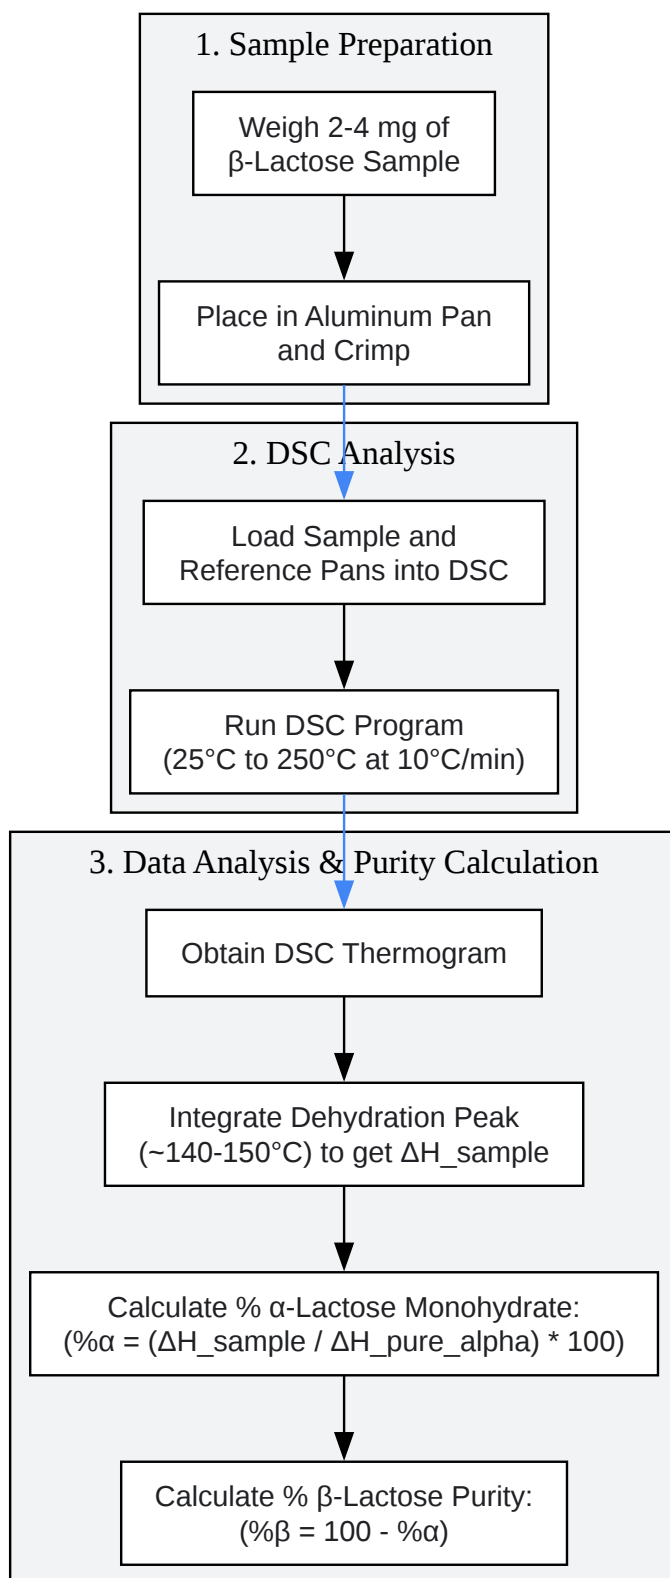 1. Sample Preparation
Weigh 2-4 mg of
β-Lactose Sample
Place in Aluminum Pan
and Crimp
2. DSC Analysis
Load Sample and
Reference Pans into DSC
Run DSC Program
(25°C to 250°C at 10°C/min)
3. Data Analysis & Purity Calculation
Obtain DSC Thermogram
Integrate Dehydration Peak
(~140-150°C) to get ΔH_sample
Calculate % α-Lactose Monohydrate:
(%α = (ΔH_sample / ΔH_pure_alpha) * 100)
Calculate % β-Lactose Purity:
(%β = 100 - %α)